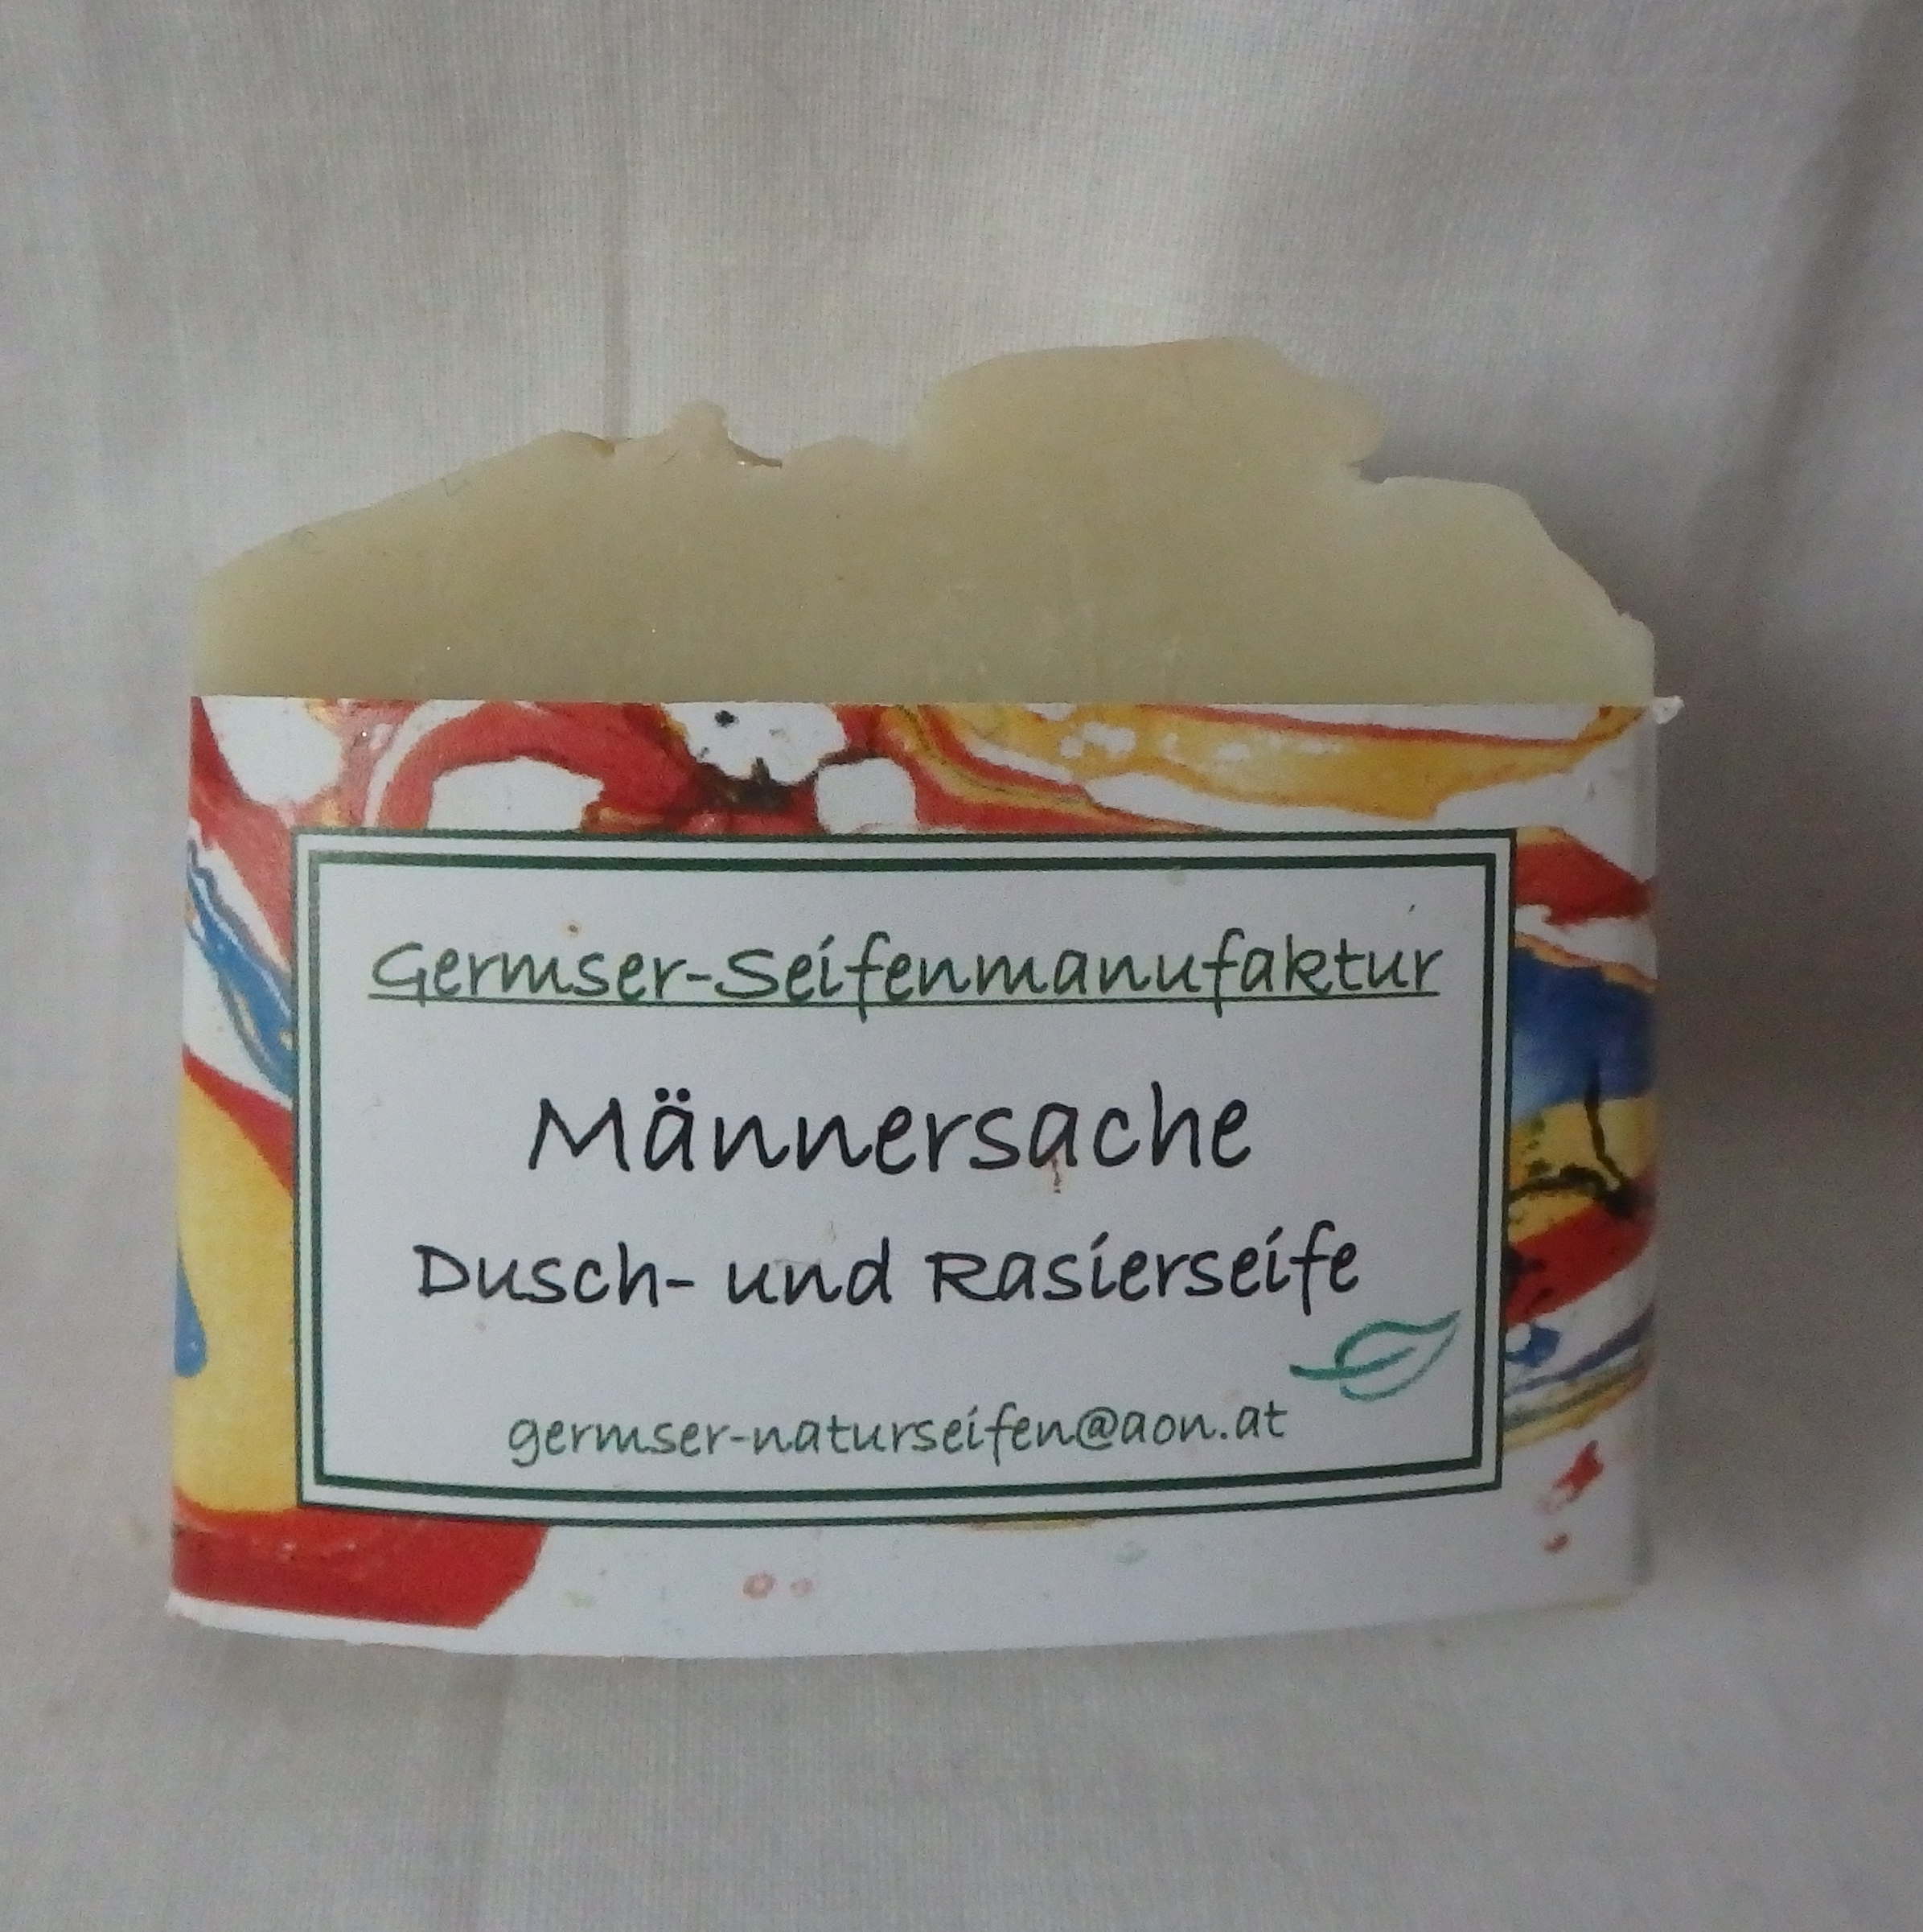 Germser-Seifenmanufaktur
Männersache
Dusch- und Rasierseife
germser-naturseifen@aon.at